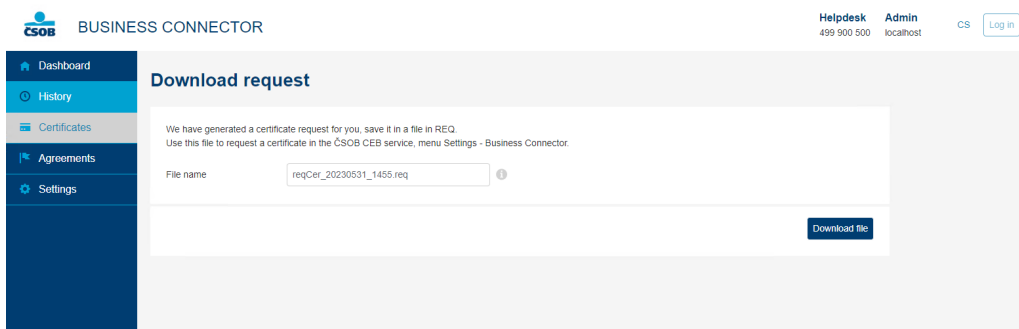 ČSOB
BUSINESS CONNECTOR
Helpdesk
499 900 500
Admin
localhost
CS
Log in
Dashboard
History
Certificates
Agreements
Settings
Download request
We have generated a certificate request for you, save it in a file in REQ.
Use this file to request a certificate in the ČSOB CEB service, menu Settings - Business Connector.
File name
reqCer_20230531_1455.req
Download file